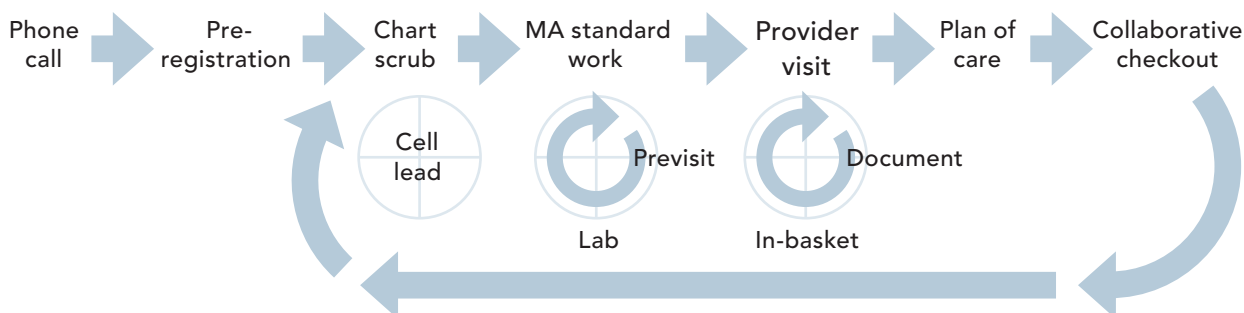 Phone
call
Pre-
registration
Chart
scrub
MA standard
work
Provider
visit
Plan of
care
Collaborative
checkout
Cell
lead
Previsit
Lab
Document
In-basket